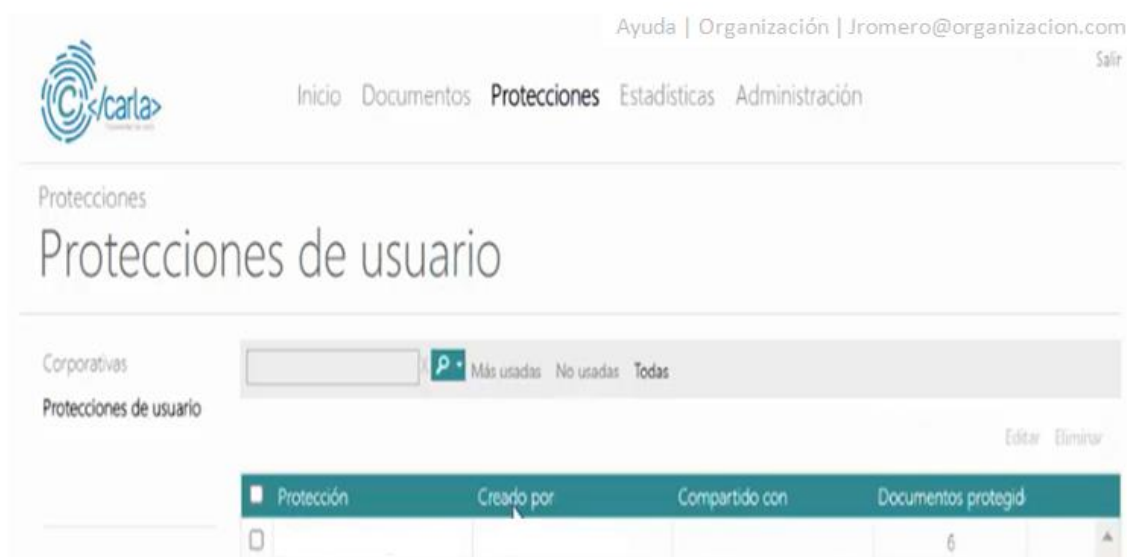 Ayuda | Organización | Jromero@organizacion.com
Salir
C </carla>
Inicio Documentos Protecciones Estadísticas Administración
Protecciones
Protecciones de usuario
Corporativas
X Más usadas No usadas Todas
Protecciones de usuario
Editar Eliminar
Protección Creado por Compartido con Documentos protegid
6